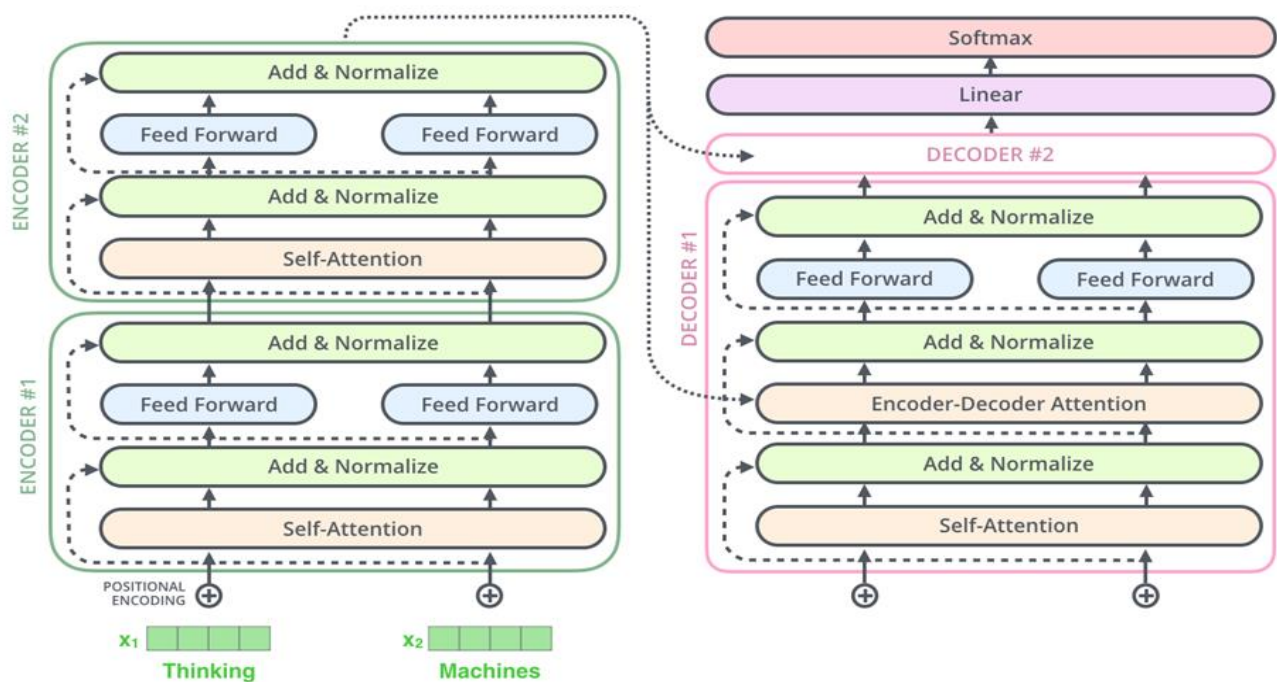 ENCODER #2
Add & Normalize
Feed Forward
Feed Forward
Add & Normalize
Self-Attention
ENCODER #1
Add & Normalize
Feed Forward
Feed Forward
Add & Normalize
Self-Attention
POSITIONAL
ENCODING
x1
x2
Thinking
Machines
Softmax
Linear
DECODER #2
DECODER #1
Add & Normalize
Feed Forward
Feed Forward
Add & Normalize
Encoder-Decoder Attention
Add & Normalize
Self-Attention